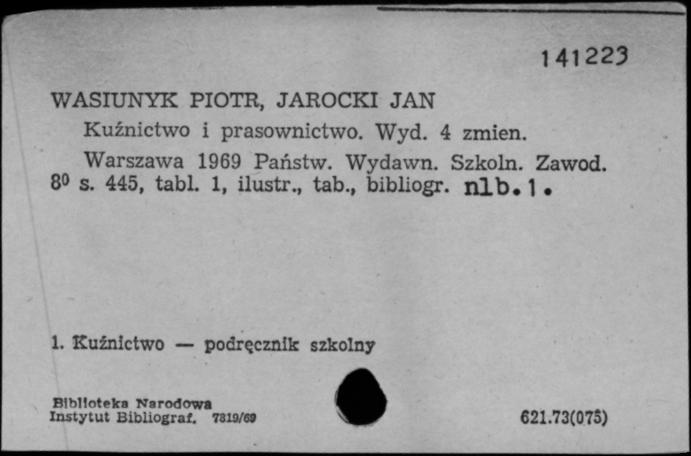 141223
WASIUNYK PIOTR, JAROCKI JAN
Kuźnictwo i prasownictwo. Wyd. 4 zmien.
Warszawa 1969 Państw. Wydawn. Szkoln. Zawod.
8⁰ s. 445, tabl. 1, ilustr., tab., bibliogr. nlb. 1.
1. Kuźnictwo — podręcznik szkolny
Biblioteka Narodowa
Instytut Bibliograf. 7819/69
621.73(075)